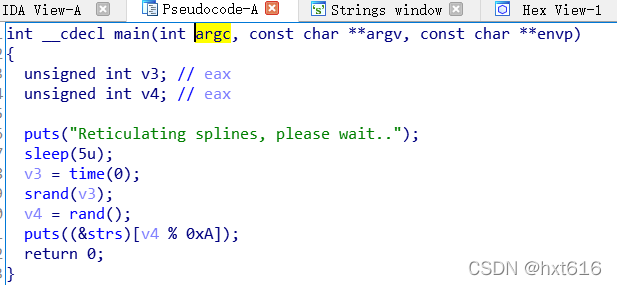 IDA View-A Pseudocode-A Strings window Hex View-1
int __cdecl main(int argc, const char **argv, const char **envp)
{
unsigned int v3; // eax
unsigned int v4; // eax
puts("Reticulating splines, please wait..");
sleep(5u);
v3 = time(0);
srand(v3);
v4 = rand();
puts((&strs)[v4 % 0xA]);
return 0;
}
CSDN @hxt616